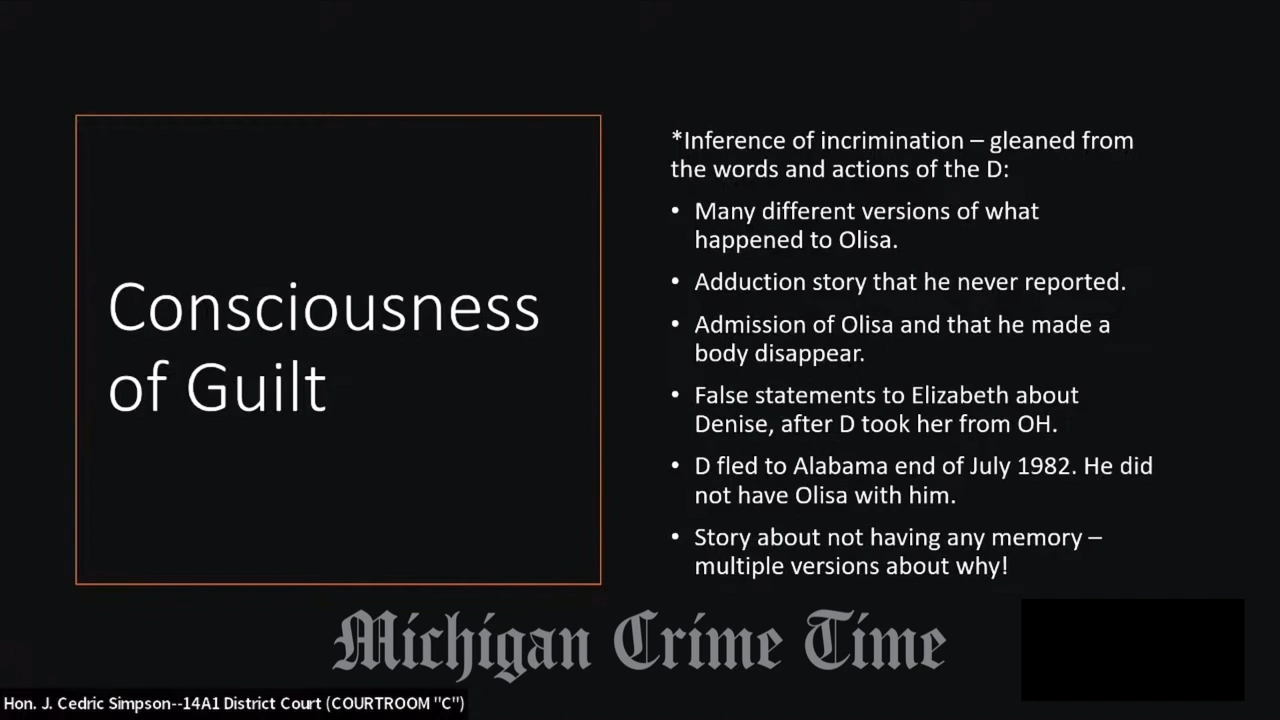 Consciousness
of Guilt
*Inference of incrimination – gleaned from
the words and actions of the D:
• Many different versions of what
happened to Olisa.
• Adduction story that he never reported.
• Admission of Olisa and that he made a
body disappear.
• False statements to Elizabeth about
Denise, after D took her from OH.
• D fled to Alabama end of July 1982. He did
not have Olisa with him.
• Story about not having any memory –
multiple versions about why!
Michigan Crime Time
Hon. J. Cedric Simpson--14A1 District Court (COURTROOM "C")